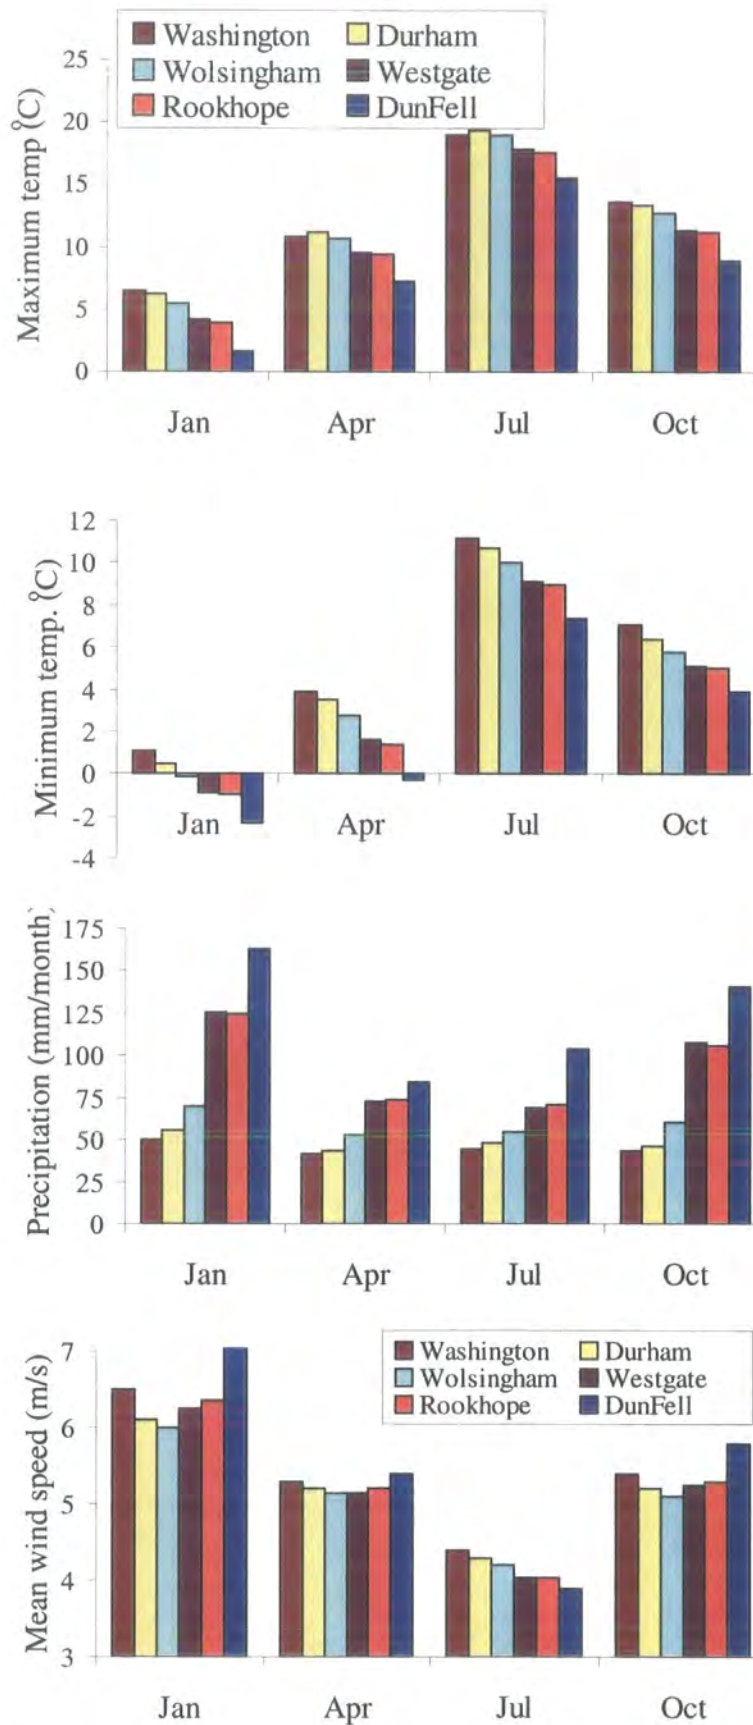 Washington Durham
Wolsingham Westgate
Rookhope DunFell
Maximum temp (°C)
25
20
15
10
5
0
Jan Apr Jul Oct
Minimum temp. (°C)
12
10
8
6
4
2
0
-2
-4
Jan Apr Jul Oct
Precipitation (mm/month)
175
150
125
100
75
50
25
0
Jan Apr Jul Oct
Washington Durham
Wolsingham Westgate
Rookhope DunFell
Mean wind speed (m/s)
7
6
5
4
3
Jan Apr Jul Oct